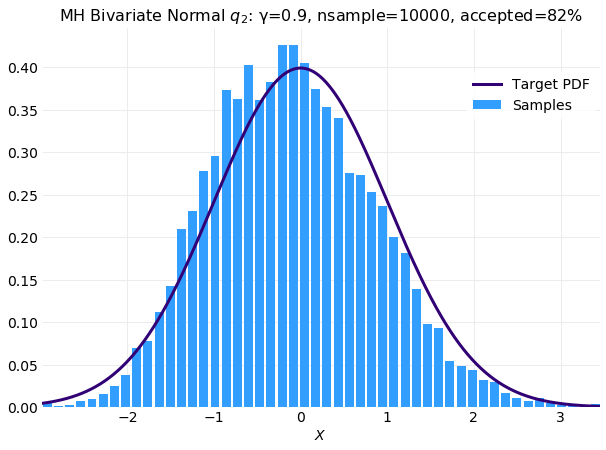 MH Bivariate Normal q₂: γ=0.9, nsample=10000, accepted=82%
0.40
0.35
0.30
0.25
0.20
0.15
0.10
0.05
0.00
Target PDF
Samples
−2 −1 0 1 2 3
X